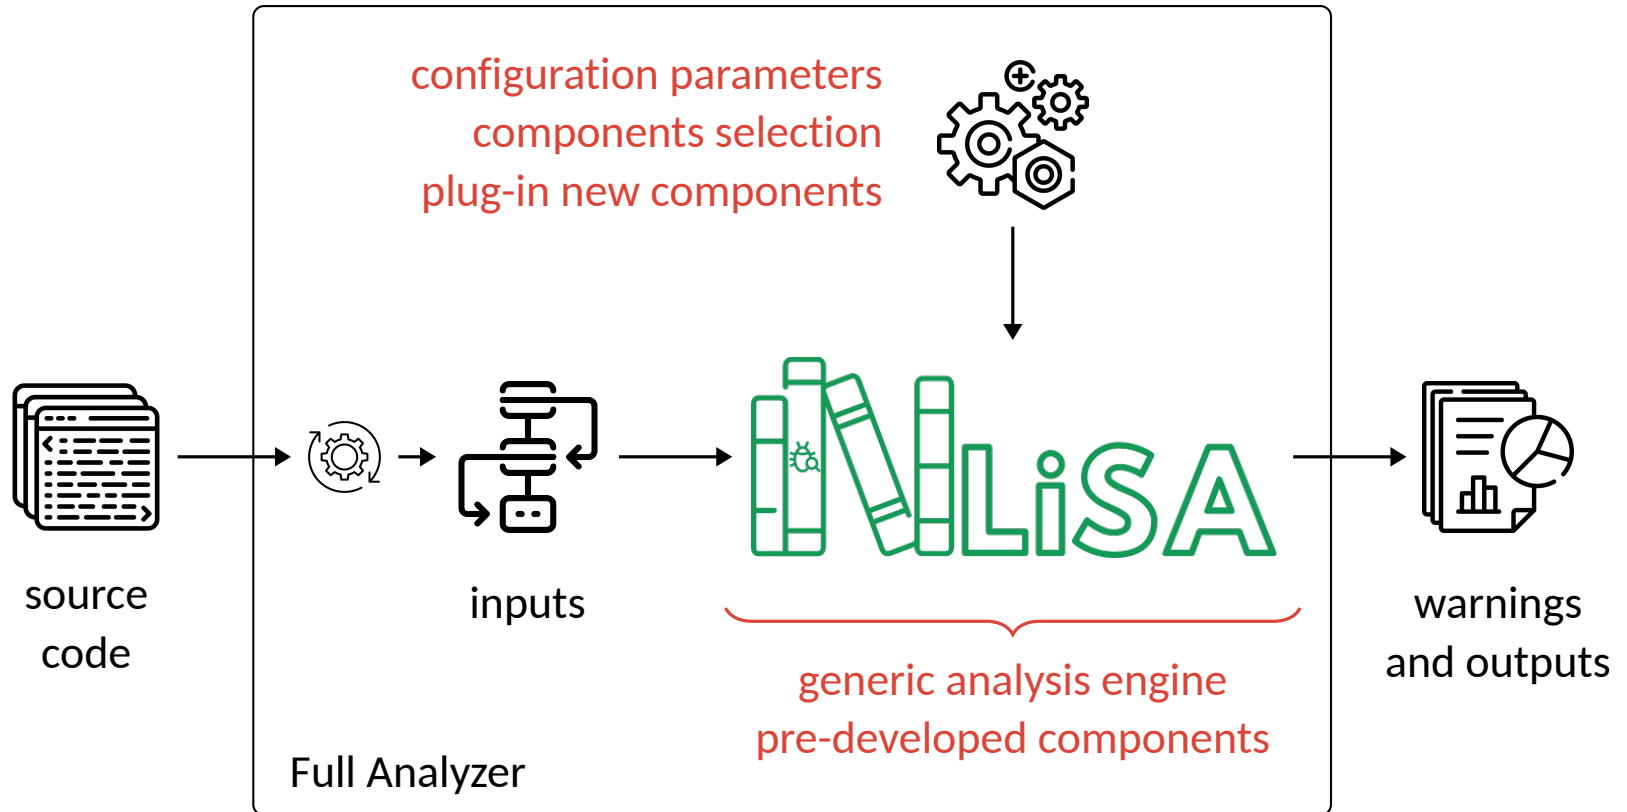 configuration parameters
components selection
plug-in new components
LiSA
source
code
inputs
warnings
and outputs
generic analysis engine
pre-developed components
Full Analyzer